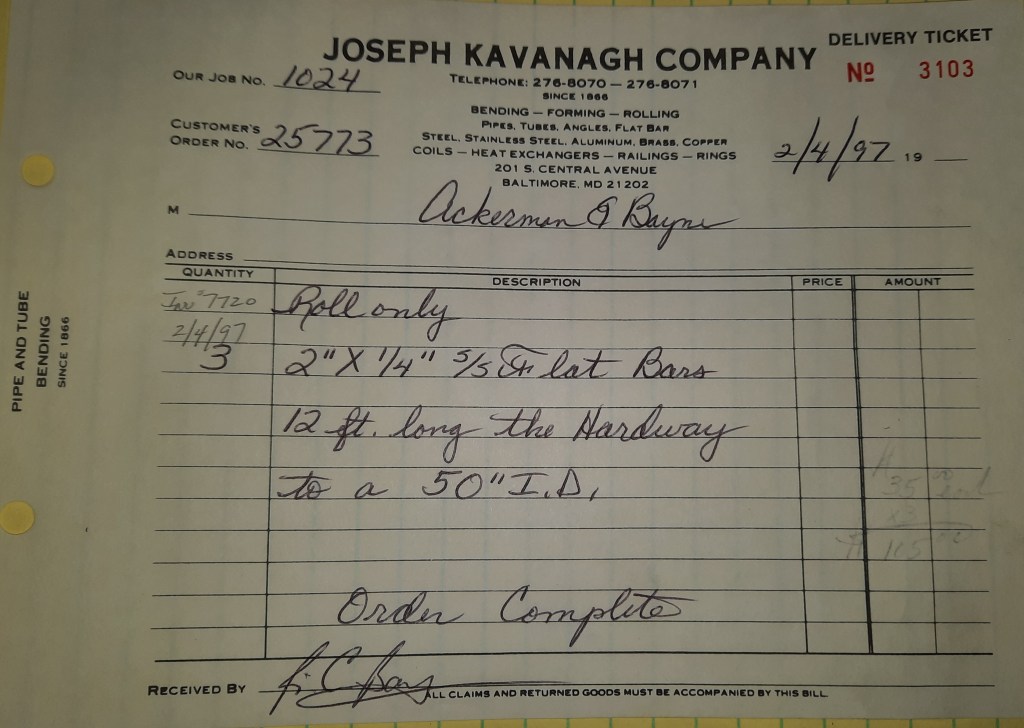 JOSEPH KAVANAGH COMPANY
DELIVERY TICKET
Nº 3103
OUR JOB NO. 1024
TELEPHONE: 276-8070 — 276-8071
SINCE 1866
BENDING — FORMING — ROLLING
PIPES, TUBES, ANGLES, FLAT BAR
CUSTOMER'S ORDER NO. 25773
STEEL, STAINLESS STEEL, ALUMINUM, BRASS, COPPER
COILS — HEAT EXCHANGERS — RAILINGS — RINGS
2/4/97 19
201 S. CENTRAL AVENUE
BALTIMORE, MD 21202
M Ackerman & Bayne
ADDRESS
QUANTITY DESCRIPTION PRICE AMOUNT
Inv # 7720 Roll only
2/4/97
3 2" X 1/4" S/S Flat Bars
12 ft. long the Hardway
to a 50" I.D.
35
x3
Order Complete
RECEIVED BY
ALL CLAIMS AND RETURNED GOODS MUST BE ACCOMPANIED BY THIS BILL
PIPE AND TUBE
BENDING
SINCE 1866